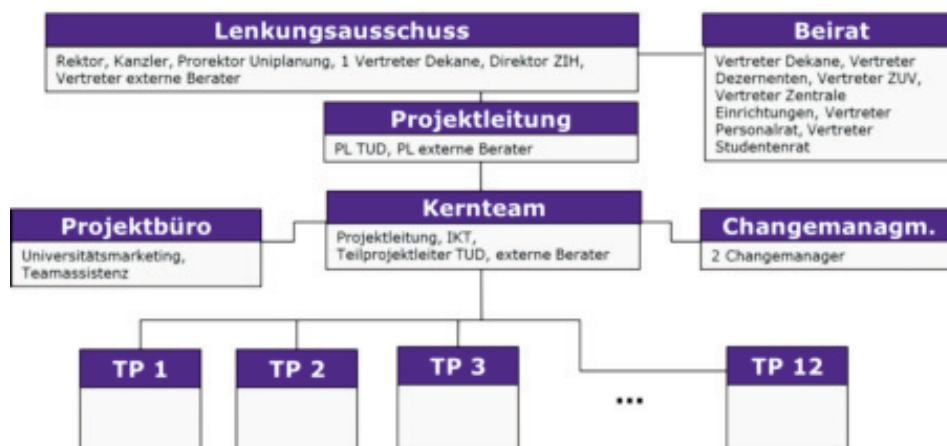 Lenkungsausschuss
Rektor, Kanzler, Prorektor Uniplanung, 1 Vertreter Dekane, Direktor ZIH,
Vertreter externe Berater
Beirat
Vertreter Dekane, Vertreter
Dezernenten, Vertreter ZUV,
Vertreter Zentrale
Einrichtungen, Vertreter
Personalrat, Vertreter
Studentenrat
Projektleitung
PL TUD, PL externe Berater
Projektbüro
Universitätsmarketing,
Teamassistenz
Kernteam
Projektleitung, IKT,
Teilprojektleiter TUD, externe Berater
Changemanagm.
2 Changemanager
TP 1
TP 2
TP 3
...
TP 12